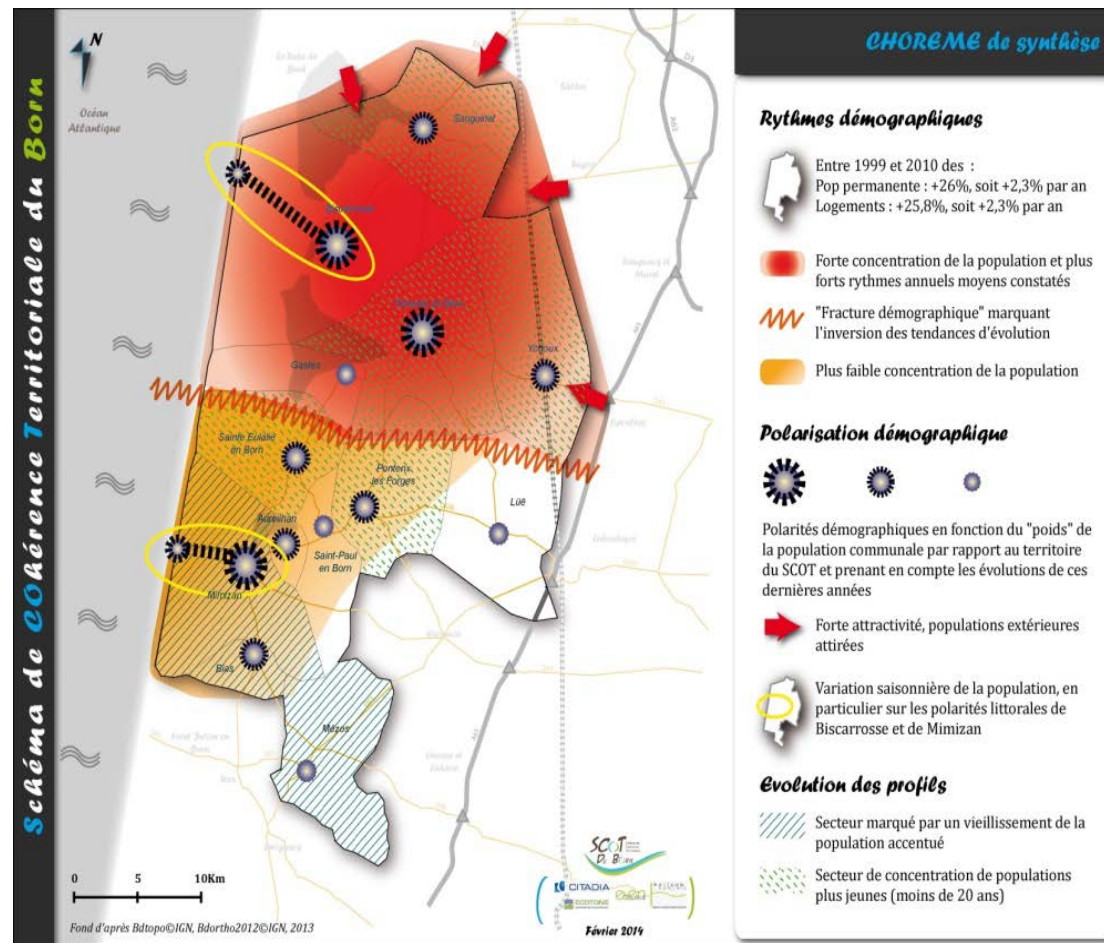 Schéma de COhérence Territoriale du Born
N
Océan
Atlantique
Sanguinet
Biscarrosse
Parentis en Born
Gastes
Ychoux
Sainte Eulalie
en Born
Pontenx
les Forges
Aureilhan
Lüe
Saint-Paul
en Born
Mimizan
Bias
Mézos
0 5 10Km
Fond d'après Bdtopo©IGN, Bdortho2012©IGN, 2013
SCOT
Du Born
CITADIA
ECOTONE
even
Février 2014
CHOREME de synthèse
Rythmes démographiques
Entre 1999 et 2010 des :
Pop permanente : +26%, soit +2,3% par an
Logements : +25,8%, soit +2,3% par an
Forte concentration de la population et plus
forts rythmes annuels moyens constatés
"Fracture démographique" marquant
l'inversion des tendances d'évolution
Plus faible concentration de la population
Polarisation démographique
Polarités démographiques en fonction du "poids" de
la population communale par rapport au territoire
du SCOT et prenant en compte les évolutions de ces
dernières années
Forte attractivité, populations extérieures
attirées
Variation saisonnière de la population, en
particulier sur les polarités littorales de
Biscarrosse et de Mimizan
Evolution des profils
Secteur marqué par un vieillissement de la
population accentué
Secteur de concentration de populations
plus jeunes (moins de 20 ans)